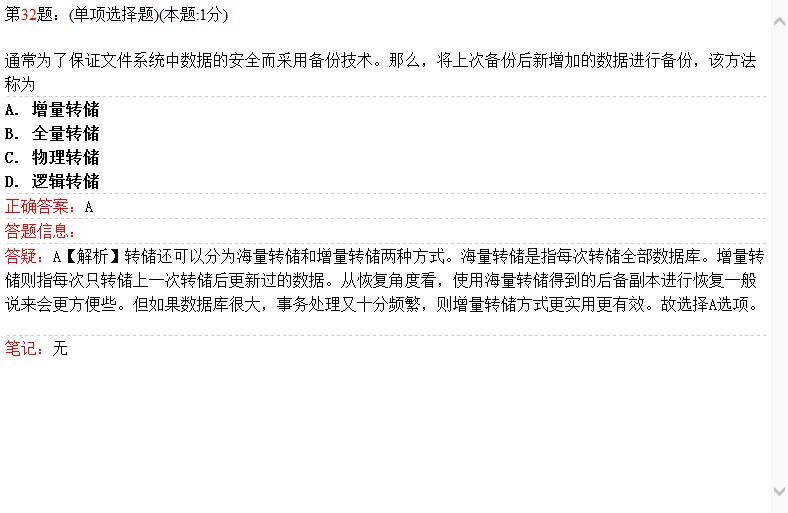 第32题：(单项选择题)(本题:1分)
通常为了保证文件系统中数据的安全而采用备份技术。那么，将上次备份后新增加的数据进行备份，该方法
称为
A. 增量转储
B. 全量转储
C. 物理转储
D. 逻辑转储
正确答案：A
答题信息：
答疑：A【解析】转储还可以分为海量转储和增量转储两种方式。海量转储是指每次转储全部数据库。增量转
储则指每次只转储上一次转储后更新过的数据。从恢复角度看，使用海量转储得到的后备副本进行恢复一般
说来会更方便些。但如果数据库很大，事务处理又十分频繁，则增量转储方式更实用更有效。故选择A选项。
笔记：无